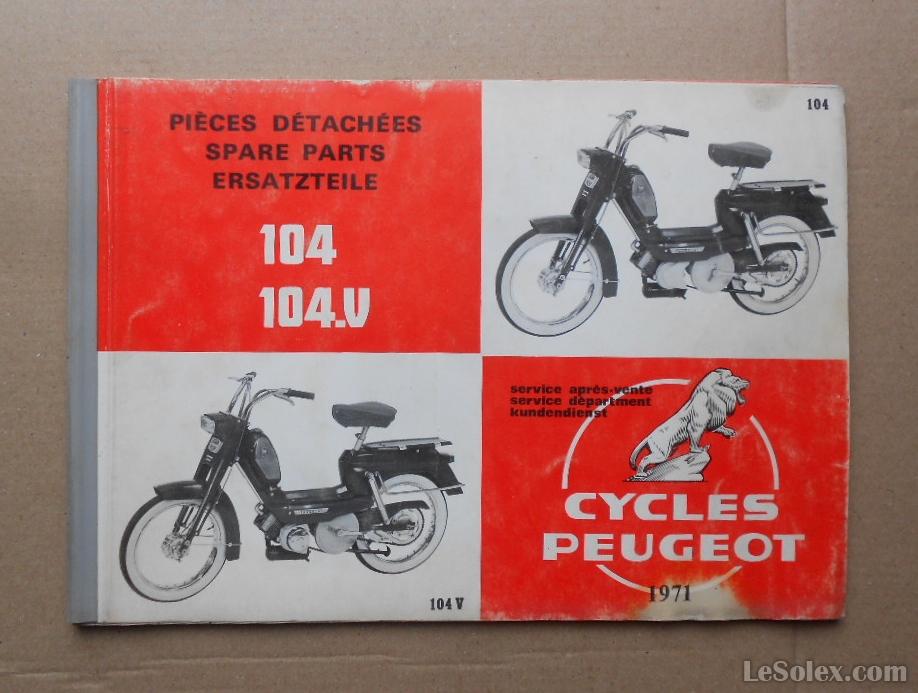 PIÈCES DÉTACHÉES
SPARE PARTS
ERSATZTEILE
104
104.V
104
104 V
service après-vente
service départment
kundendienst
CYCLES
PEUGEOT
1971
LeSolex.com